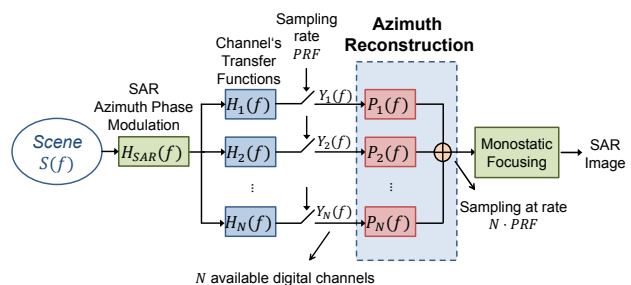 Sampling
rate
PRF
Azimuth
Reconstruction
Channel's
Transfer
Functions
SAR
Azimuth Phase
Modulation
Scene
S(f)
H_SAR(f)
H_1(f)
Y_1(f)
P_1(f)
H_2(f)
Y_2(f)
P_2(f)
...
...
H_N(f)
Y_N(f)
P_N(f)
Monostatic
Focusing
SAR
Image
Sampling at rate
N · PRF
N available digital channels